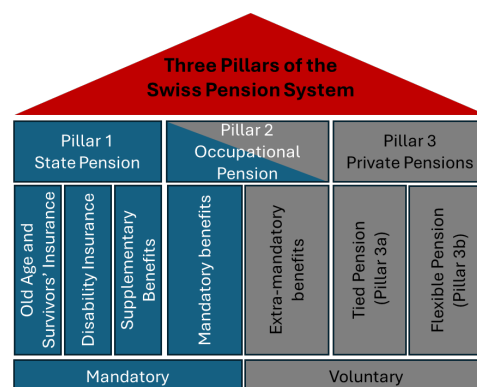 Three Pillars of the
Swiss Pension System
Pillar 1
State Pension
Pillar 2
Occupational
Pension
Pillar 3
Private Pensions
Old Age and
Survivors' Insurance
Disability Insurance
Supplementary
Benefits
Mandatory benefits
Extra-mandatory
benefits
Tied Pension
(Pillar 3a)
Flexible Pension
(Pillar 3b)
Mandatory
Voluntary